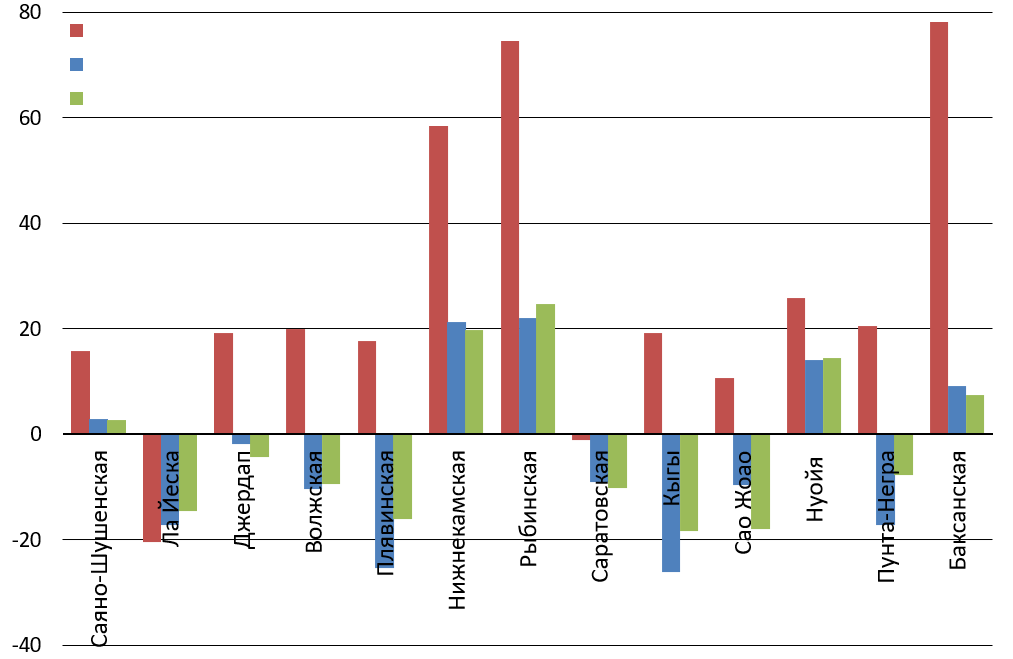 80
60
40
20
0
-20
-40
Саяно-Шушенская
Ла Йеска
Джердап
Волжская
Плявинская
Нижнекамская
Рыбинская
Саратовская
Кыгы
Сао Жоао
Нуойя
Пунта-Негра
Баксанская